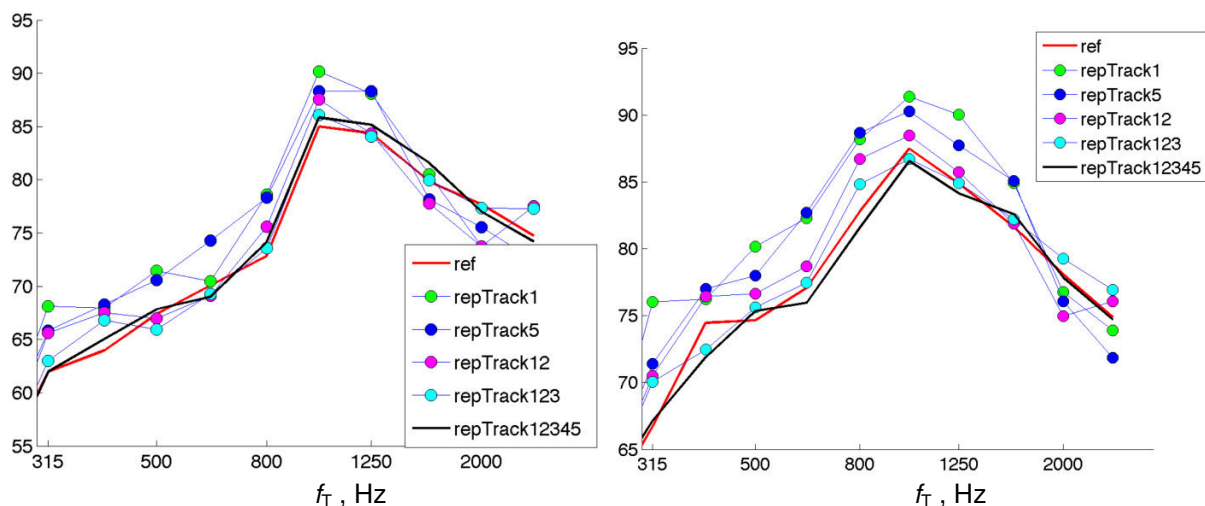 95
90
85
80
75
70
65
60
55
315 500 800 1250 2000
f_T , Hz
ref
repTrack1
repTrack5
repTrack12
repTrack123
repTrack12345
95
90
85
80
75
70
65
315 500 800 1250 2000
f_T , Hz
ref
repTrack1
repTrack5
repTrack12
repTrack123
repTrack12345